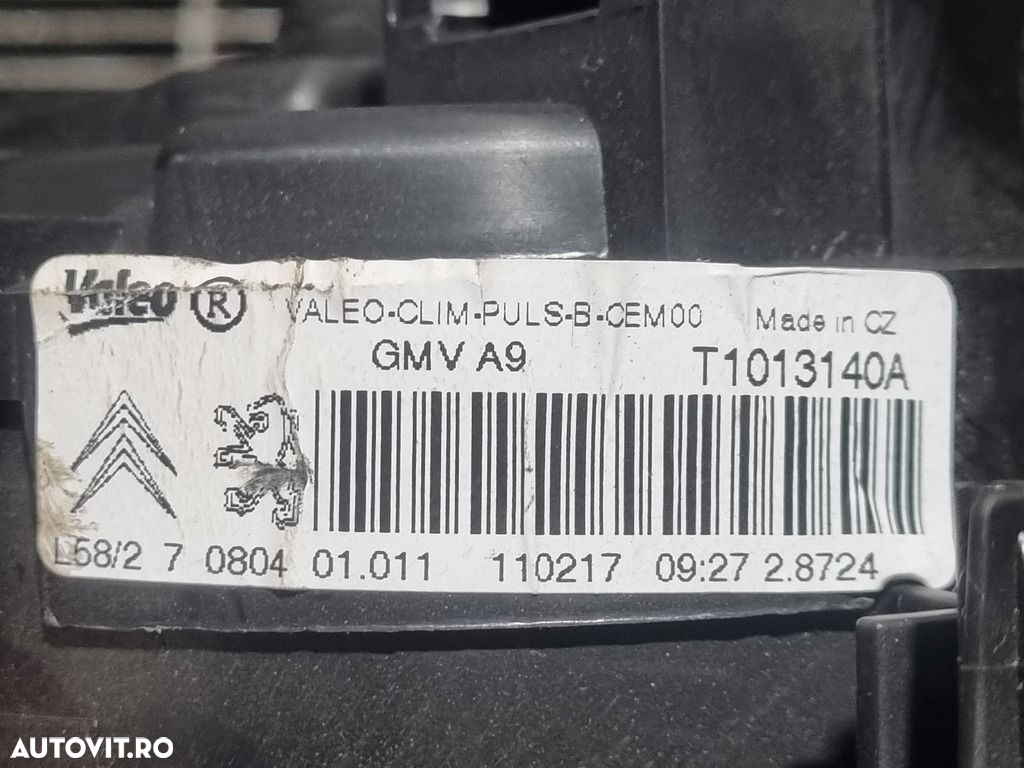 Valeo ® VALEO-CLIM-PULS-B-CEM00 Made in CZ
GMV A9 T1013140A
L58/2 7 0804 01.011 110217 09:27 2.8724
AUTOVIT.RO